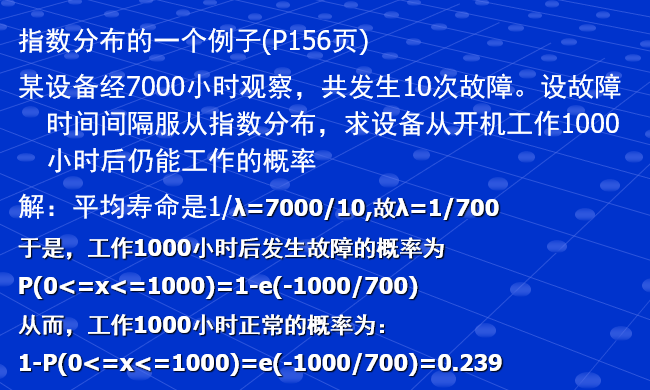 指数分布的一个例子(P156页)
某设备经7000小时观察，共发生10次故障。设故障
时间间隔服从指数分布，求设备从开机工作1000
小时后仍能工作的概率
解：平均寿命是1/λ=7000/10,故λ=1/700
于是，工作1000小时后发生故障的概率为
P(0<=x<=1000)=1-e(-1000/700)
从而，工作1000小时正常的概率为：
1-P(0<=x<=1000)=e(-1000/700)=0.239